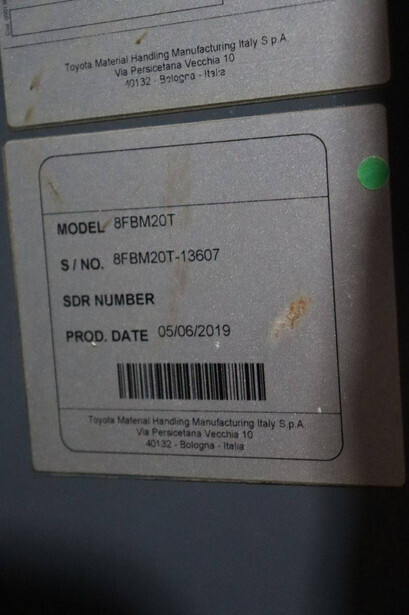 Toyota Material Handling Manufacturing Italy S.p.A.
Via Persicetana Vecchia 10
40132 - Bologna - Italia
MODEL 8FBM20T
S / NO. 8FBM20T-13607
SDR NUMBER
PROD. DATE 05/06/2019
Toyota Material Handling Manufacturing Italy S.p.A.
Via Persicetana Vecchia 10
40132 - Bologna - Italia